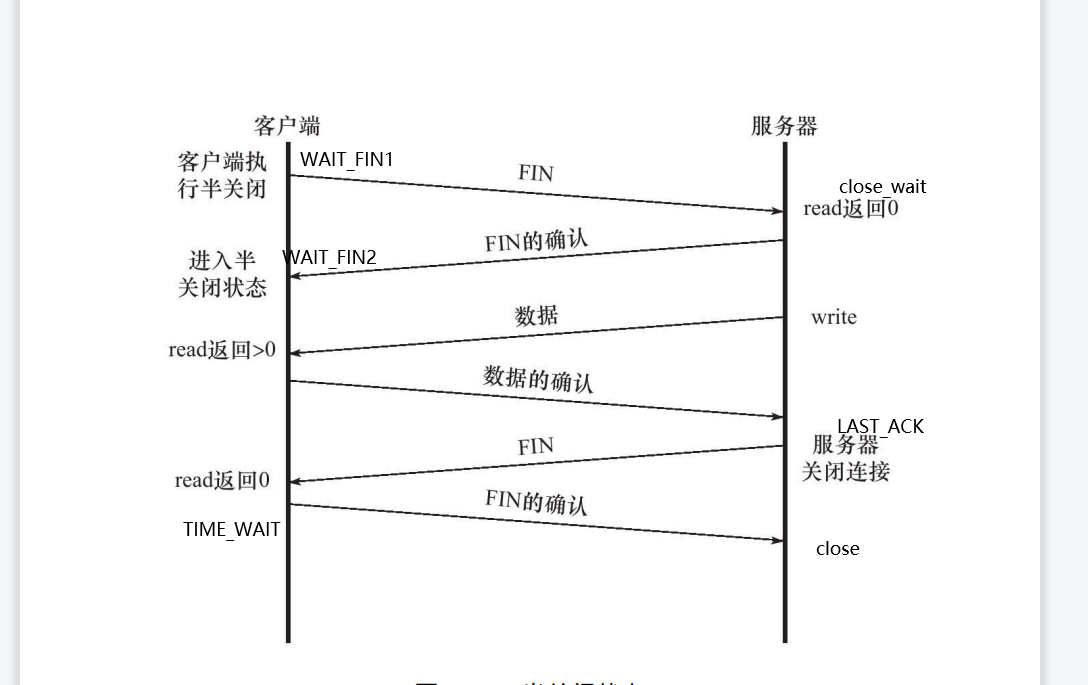 客户端
服务器
客户端执
行半关闭
WAIT_FIN1
FIN
close_wait
read返回0
FIN的确认
进入半
关闭状态
WAIT_FIN2
数据
write
read返回>0
数据的确认
LAST_ACK
FIN
服务器
关闭连接
read返回0
FIN的确认
TIME_WAIT
close